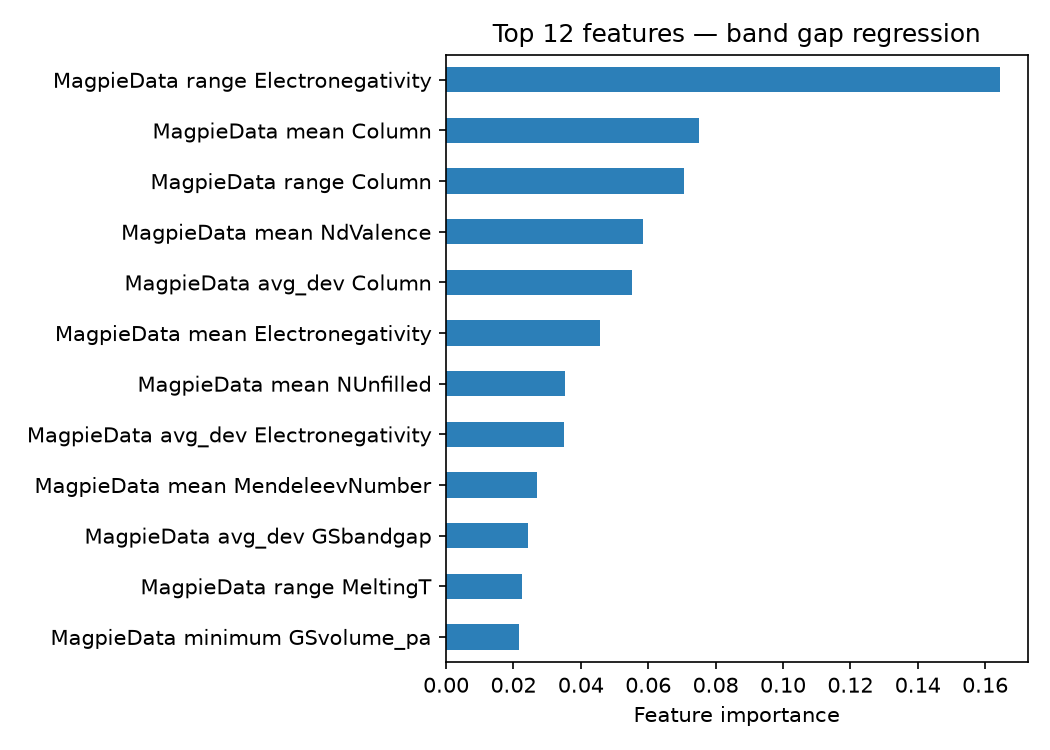 Top 12 features — band gap regression
MagpieData range Electronegativity
MagpieData mean Column
MagpieData range Column
MagpieData mean NdValence
MagpieData avg_dev Column
MagpieData mean Electronegativity
MagpieData mean NUnfilled
MagpieData avg_dev Electronegativity
MagpieData mean MendeleevNumber
MagpieData avg_dev GSbandgap
MagpieData range MeltingT
MagpieData minimum GSvolume_pa
0.00 0.02 0.04 0.06 0.08 0.10 0.12 0.14 0.16
Feature importance